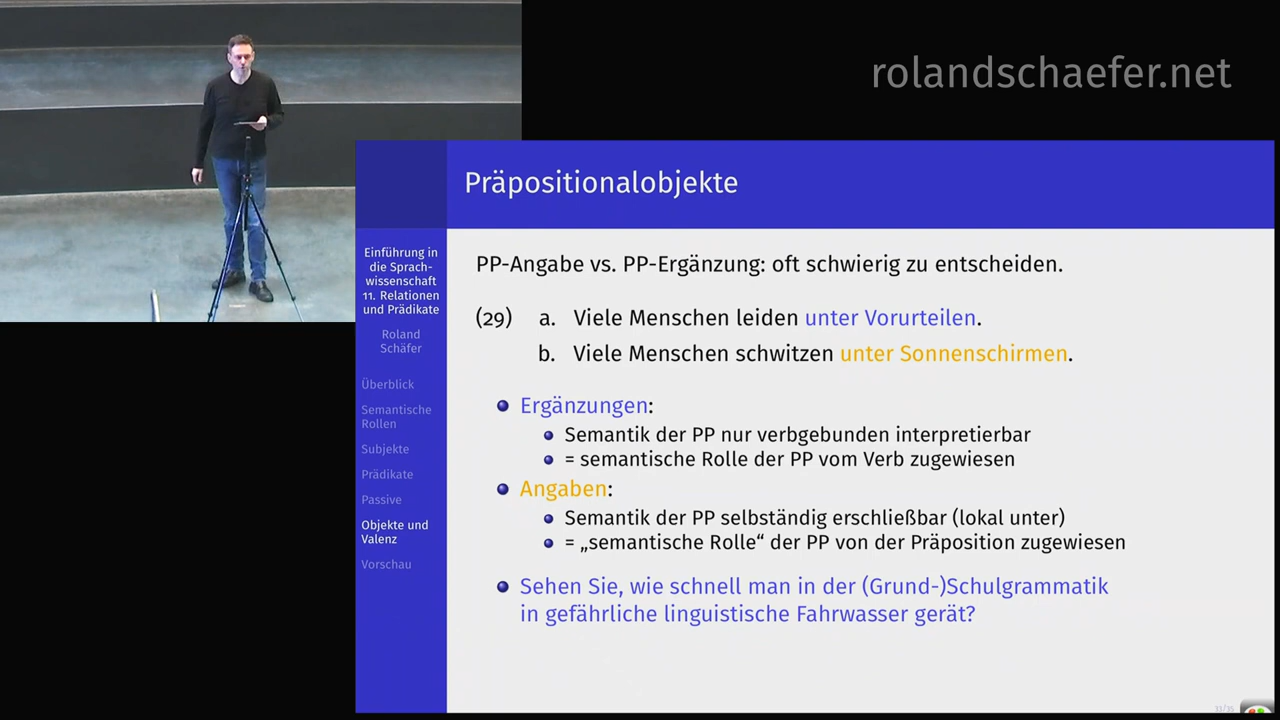 rolandschaefer.net
Präpositionalobjekte
Einführung in
die Sprach-
wissenschaft
11. Relationen
und Prädikate
Roland
Schäfer
Überblick
Semantische
Rollen
Subjekte
Prädikate
Passive
Objekte und
Valenz
Vorschau
PP-Angabe vs. PP-Ergänzung: oft schwierig zu entscheiden.
(29) a. Viele Menschen leiden unter Vorurteilen.
b. Viele Menschen schwitzen unter Sonnenschirmen.
Ergänzungen:
Semantik der PP nur verbgebunden interpretierbar
= semantische Rolle der PP vom Verb zugewiesen
Angaben:
Semantik der PP selbständig erschließbar (lokal unter)
= „semantische Rolle“ der PP von der Präposition zugewiesen
Sehen Sie, wie schnell man in der (Grund-)Schulgrammatik
in gefährliche linguistische Fahrwasser gerät?